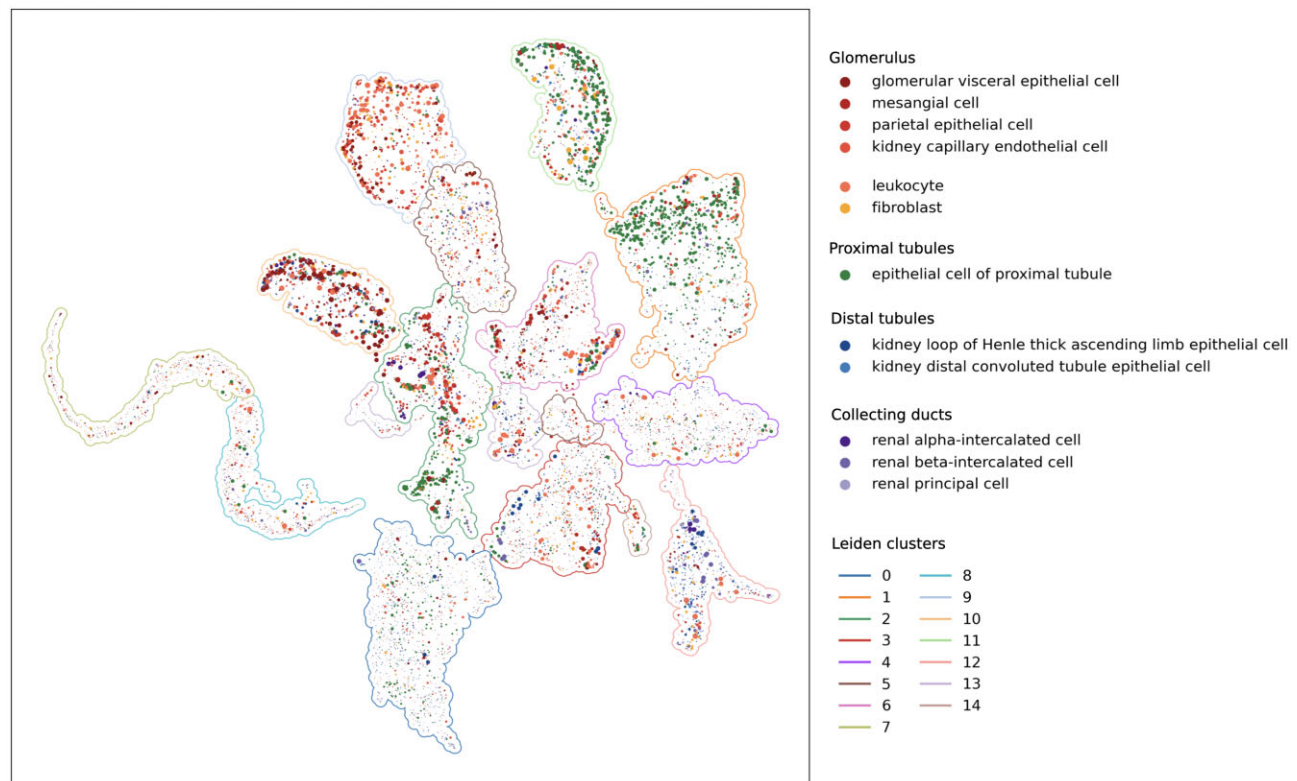 Glomerulus
glomerular visceral epithelial cell
mesangial cell
parietal epithelial cell
kidney capillary endothelial cell
leukocyte
fibroblast
Proximal tubules
epithelial cell of proximal tubule
Distal tubules
kidney loop of Henle thick ascending limb epithelial cell
kidney distal convoluted tubule epithelial cell
Collecting ducts
renal alpha-intercalated cell
renal beta-intercalated cell
renal principal cell
Leiden clusters
0 8
1 9
2 10
3 11
4 12
5 13
6 14
7